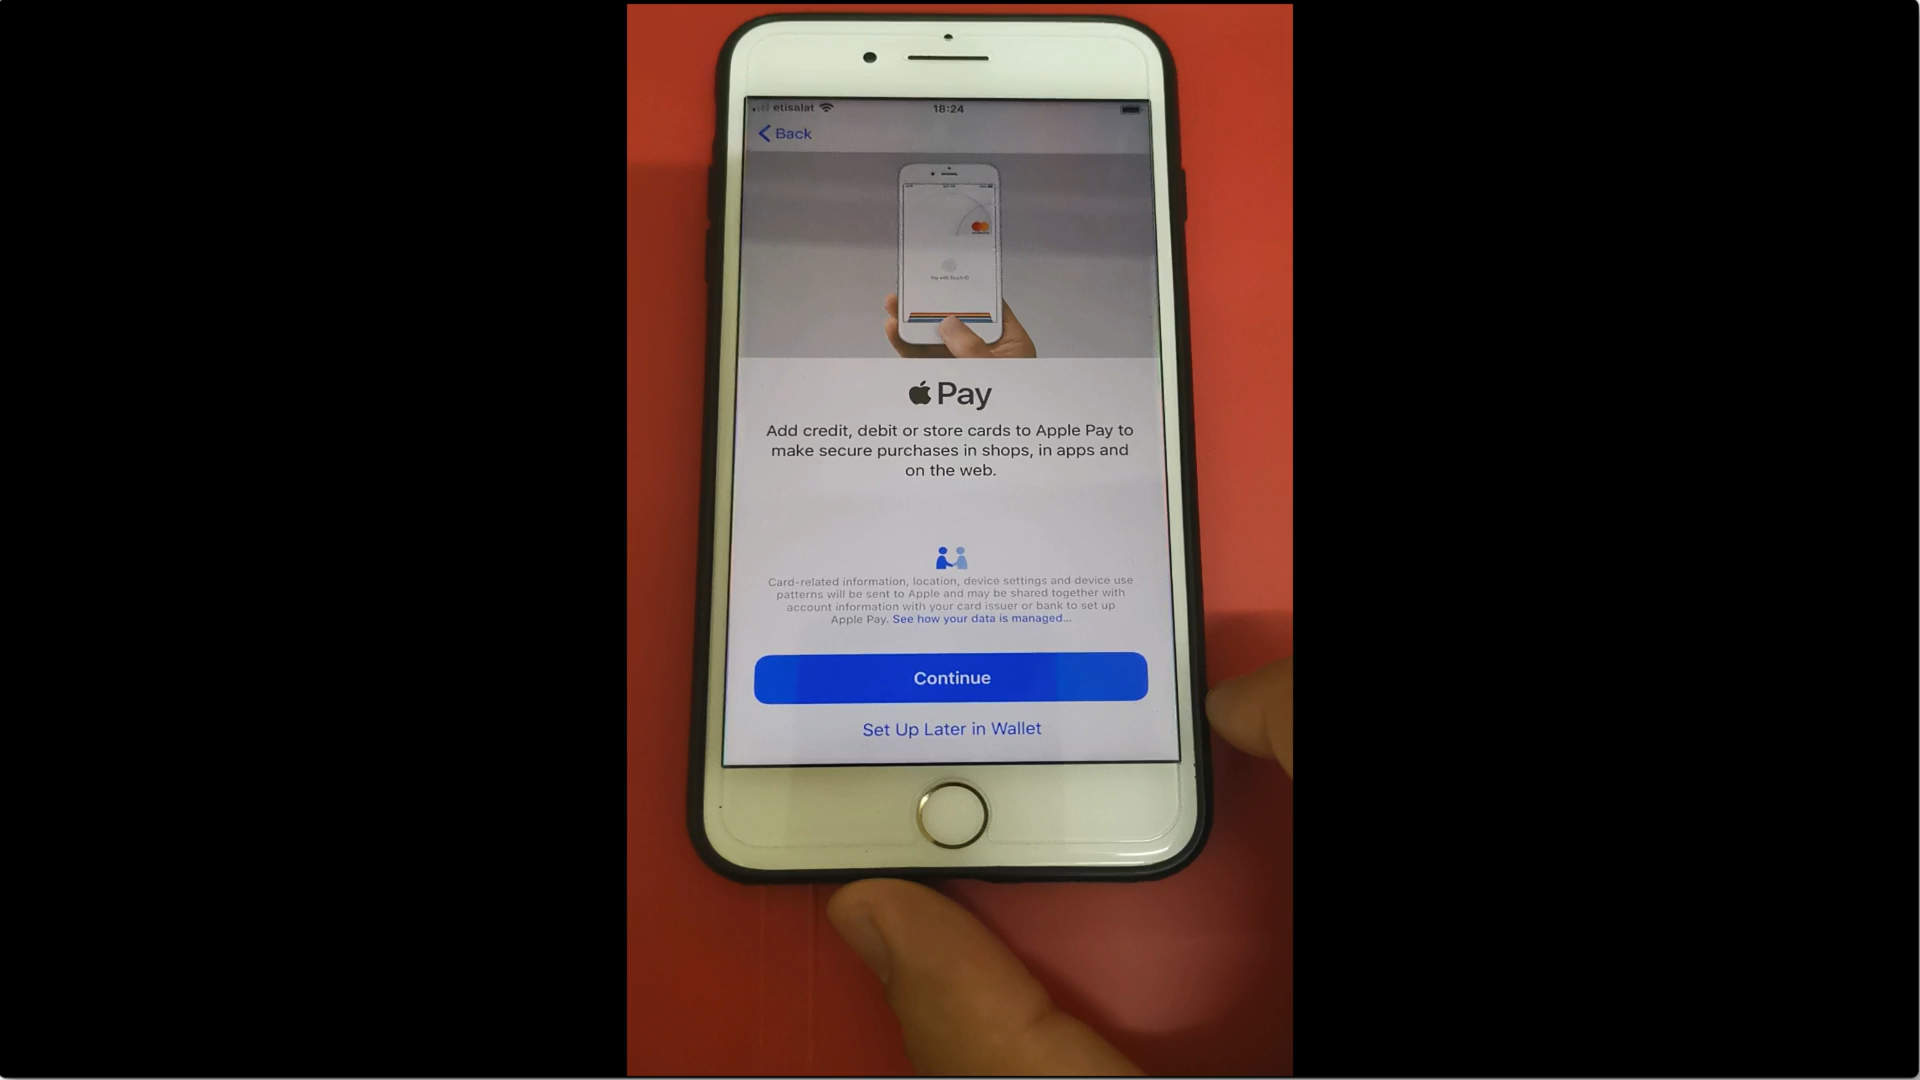 etisalat 18:24
Back
Pay
Add credit, debit or store cards to Apple Pay to
make secure purchases in shops, in apps and
on the web.
Card-related information, location, device settings and device use
patterns will be sent to Apple and may be shared together with
account information with your card issuer or bank to set up
Apple Pay. See how your data is managed...
Continue
Set Up Later in Wallet